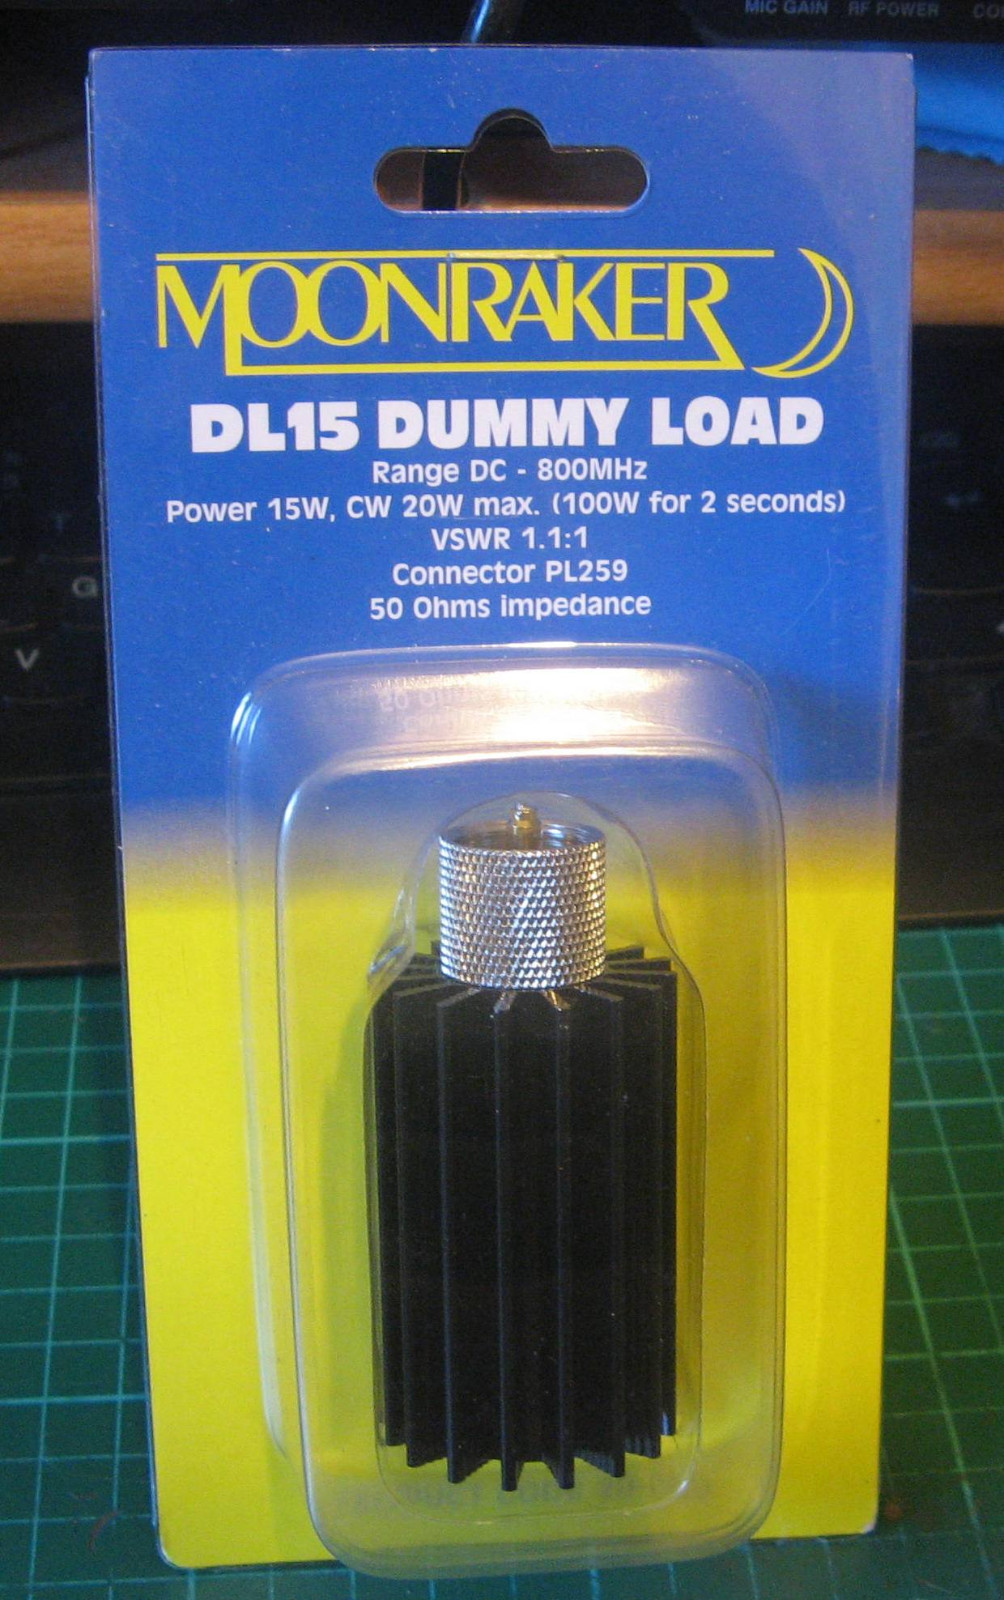 MIC GAIN RF POWER
MOONRAKER
DL15 DUMMY LOAD
Range DC - 800MHz
Power 15W, CW 20W max. (100W for 2 seconds)
VSWR 1.1:1
Connector PL259
50 Ohms impedance
G
V